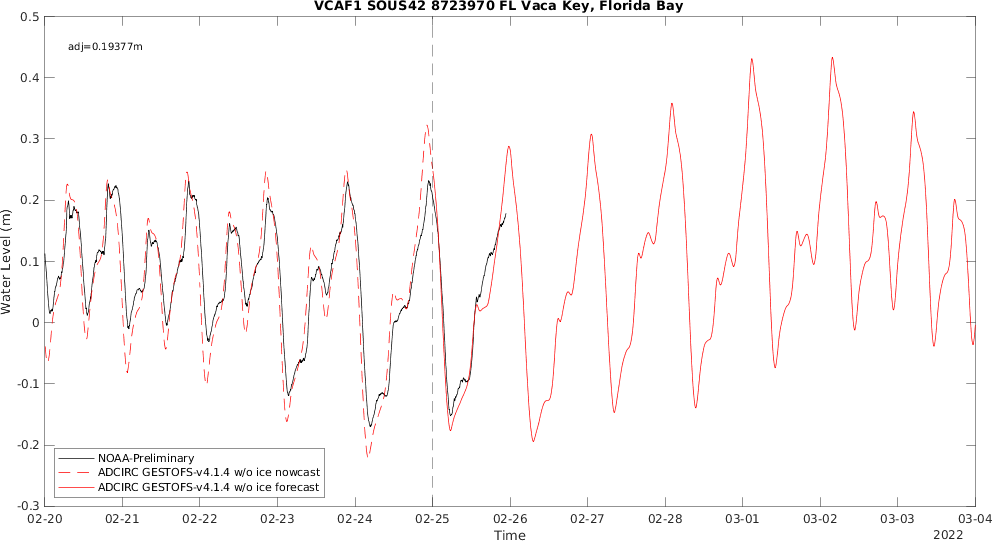 VCAF1 SOUS42 8723970 FL Vaca Key, Florida Bay
adj=0.19377m
0.5
0.4
0.3
0.2
0.1
0
-0.1
-0.2
-0.3
Water Level (m)
NOAA-Preliminary
ADCIRC GESTOFS-v4.1.4 w/o ice nowcast
ADCIRC GESTOFS-v4.1.4 w/o ice forecast
02-20 02-21 02-22 02-23 02-24 02-25 02-26 02-27 02-28 03-01 03-02 03-03 03-04
Time
2022